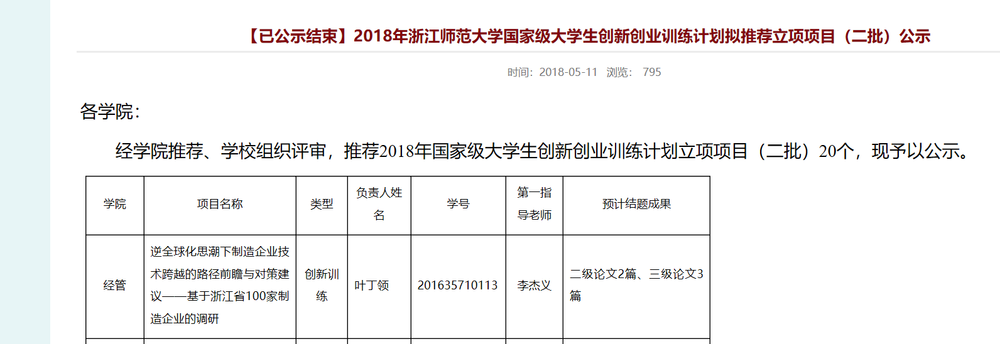 【已公示结束】2018年浙江师范大学国家级大学生创新创业训练计划拟推荐立项项目（二批）公示
时间：2018-05-11 浏览： 795
各学院：
经学院推荐、学校组织评审，推荐2018年国家级大学生创新创业训练计划立项项目（二批）20个，现予以公示。
学院
项目名称
类型
负责人姓
名
学号
第一指
导老师
预计结题成果
经管
逆全球化思潮下制造企业技
术跨越的路径前瞻与对策建
议——基于浙江省100家制
造企业的调研
创新训
练
叶丁领
201635710113
李杰义
二级论文2篇、三级论文3
篇